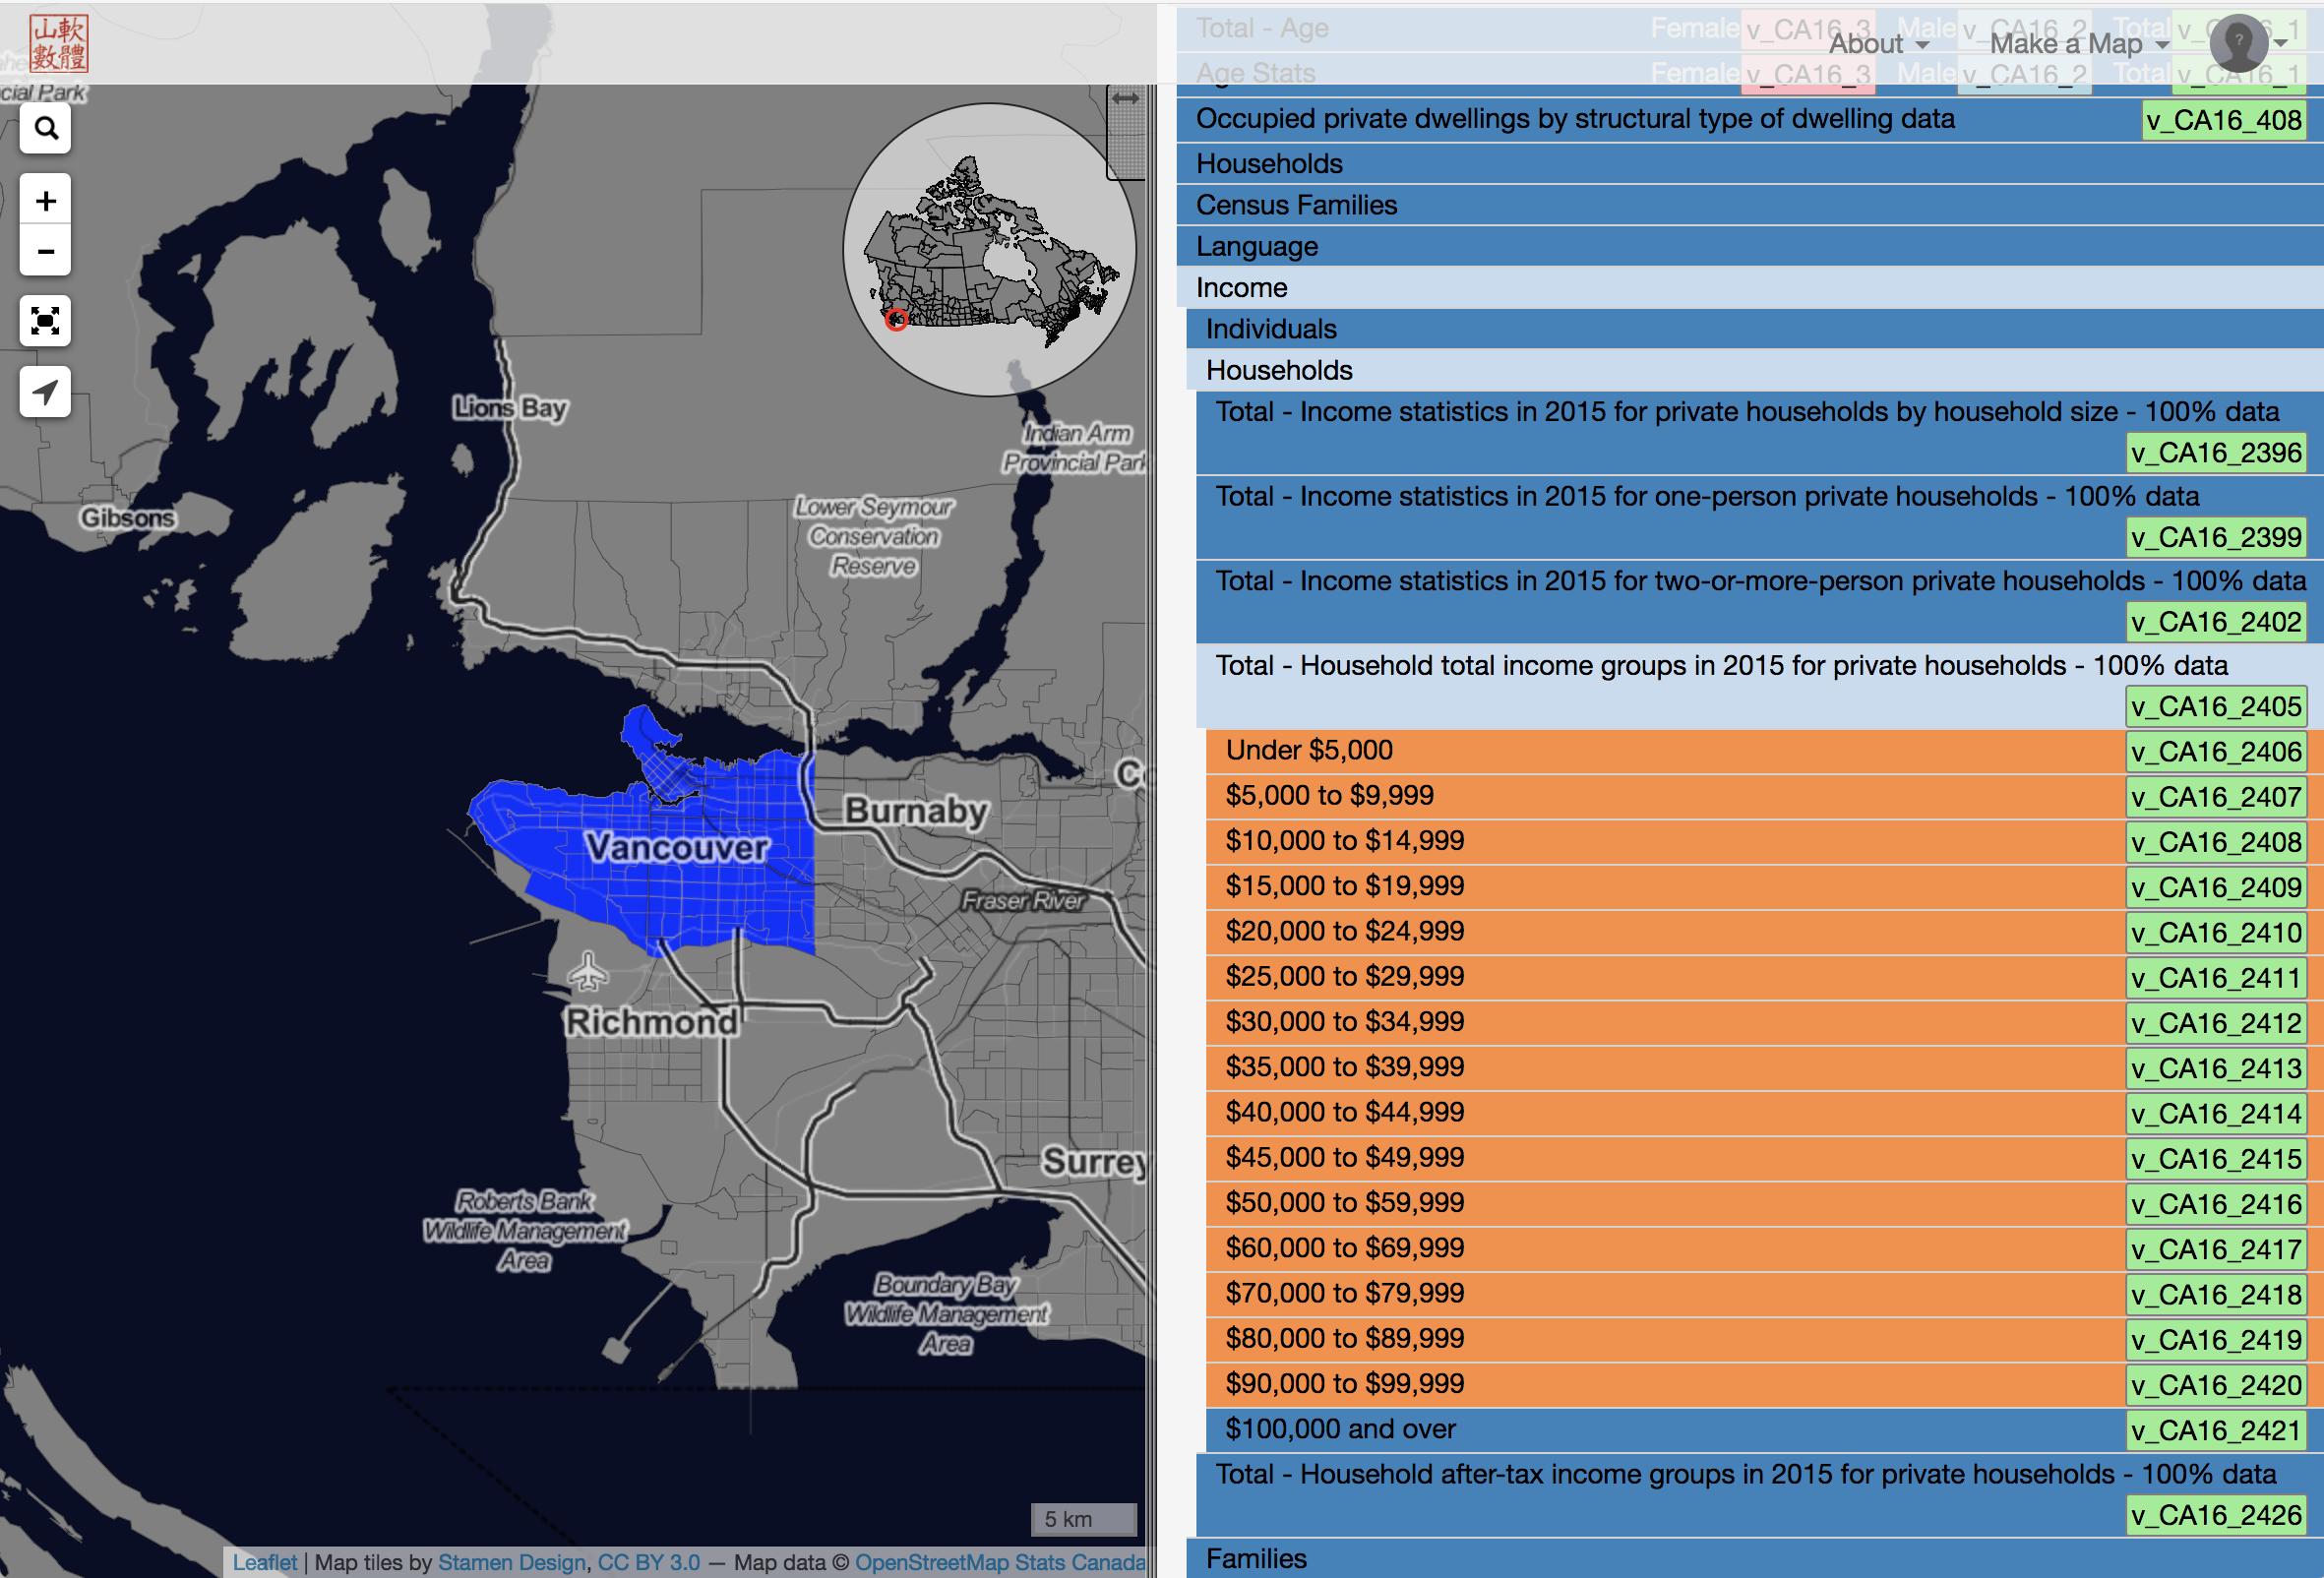 山軟
數體
cial Park
Lions Bay
Indian Arm
Provincial Park
Gibsons
Lower Seymour
Conservation
Reserve
Burnaby
Vancouver
Fraser River
Richmond
Surrey
Roberts Bank
Wildlife Management
Area
Boundary Bay
Wildlife Management
Area
5 km
Leaflet | Map tiles by Stamen Design, CC BY 3.0 — Map data © OpenStreetMap Stats Canada
About Make a Map
Total - Age Female v_CA16_3 Male v_CA16_2 Total v_CA16_1
Age Stats Female v_CA16_3 Male v_CA16_2 Total v_CA16_1
Occupied private dwellings by structural type of dwelling data v_CA16_408
Households
Census Families
Language
Income
Individuals
Households
Total - Income statistics in 2015 for private households by household size - 100% data
v_CA16_2396
Total - Income statistics in 2015 for one-person private households - 100% data
v_CA16_2399
Total - Income statistics in 2015 for two-or-more-person private households - 100% data
v_CA16_2402
Total - Household total income groups in 2015 for private households - 100% data
v_CA16_2405
Under $5,000 v_CA16_2406
$5,000 to $9,999 v_CA16_2407
$10,000 to $14,999 v_CA16_2408
$15,000 to $19,999 v_CA16_2409
$20,000 to $24,999 v_CA16_2410
$25,000 to $29,999 v_CA16_2411
$30,000 to $34,999 v_CA16_2412
$35,000 to $39,999 v_CA16_2413
$40,000 to $44,999 v_CA16_2414
$45,000 to $49,999 v_CA16_2415
$50,000 to $59,999 v_CA16_2416
$60,000 to $69,999 v_CA16_2417
$70,000 to $79,999 v_CA16_2418
$80,000 to $89,999 v_CA16_2419
$90,000 to $99,999 v_CA16_2420
$100,000 and over v_CA16_2421
Total - Household after-tax income groups in 2015 for private households - 100% data
v_CA16_2426
Families